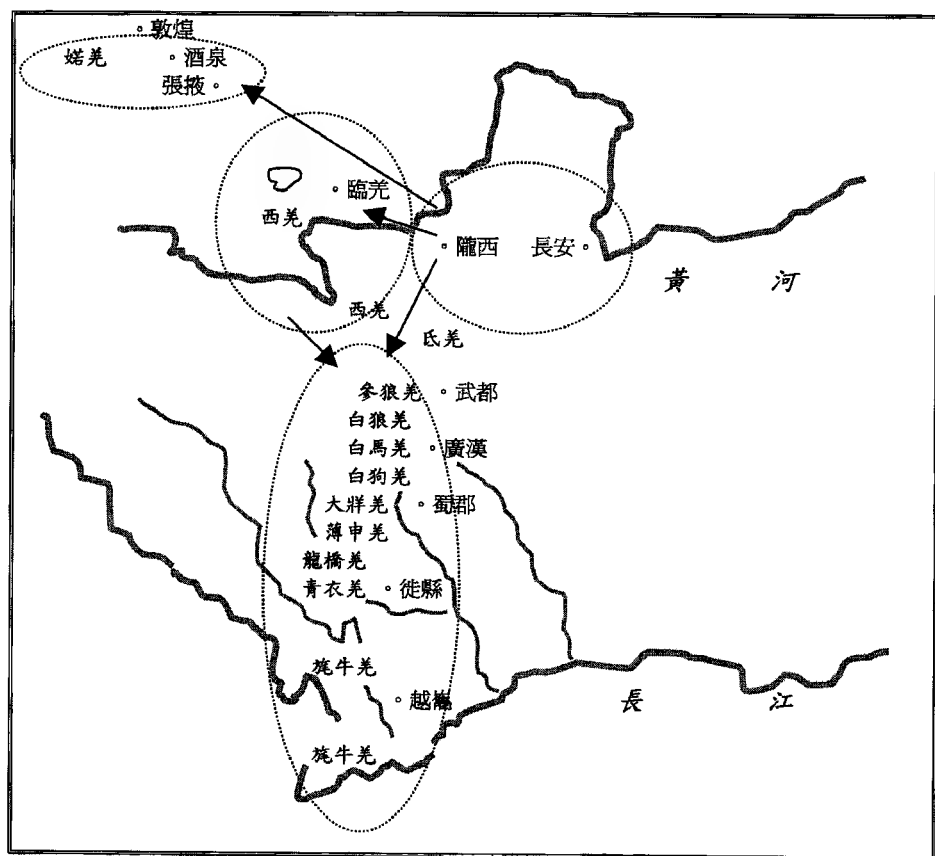 。敦煌
婼羌 。酒泉
張掖。
。臨羌
西羌
。隴西 長安。
黃 河
西羌
氐羌
參狼羌 。武都
白狼羌
白馬羌 。廣漢
白狗羌
大牂羌 。蜀郡
薄申羌
龍橋羌
青衣羌 。徙縣
旄牛羌
。越巂
長 江
旄牛羌